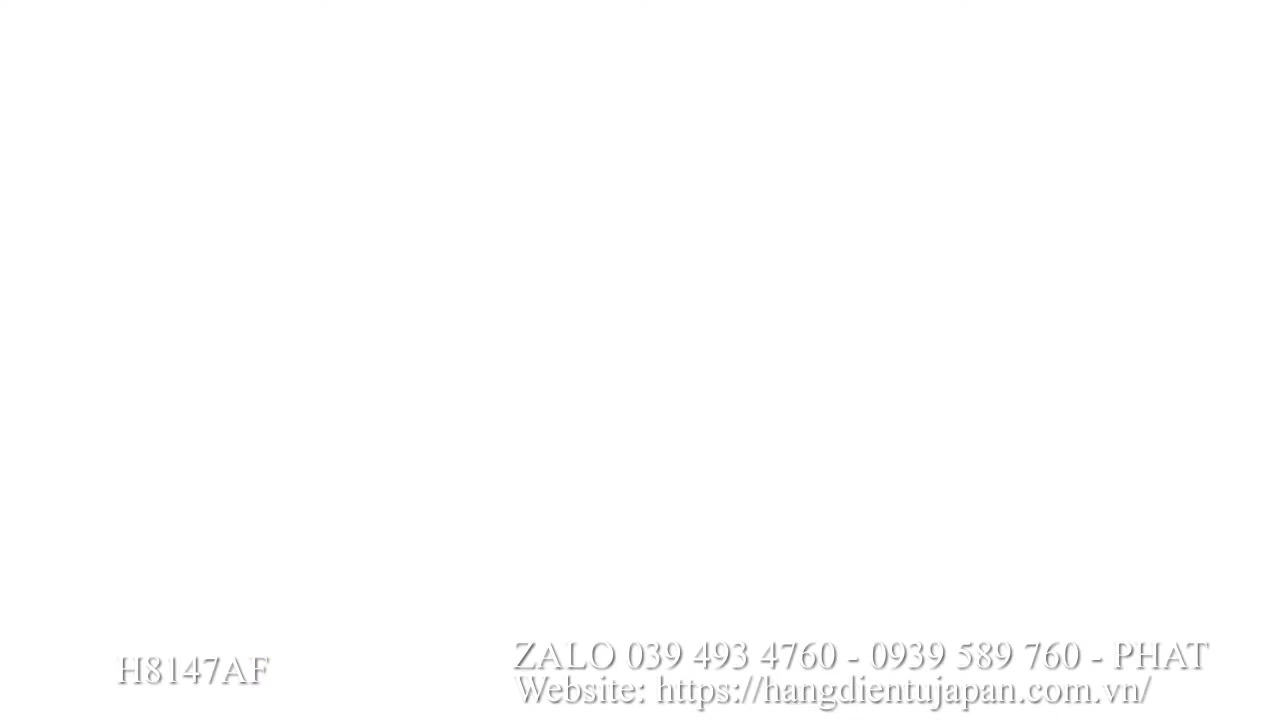 H8147AF
ZALO 039 493 4760 - 0939 589 760 - PHAT
Website: https://hangdientujapan.com.vn/